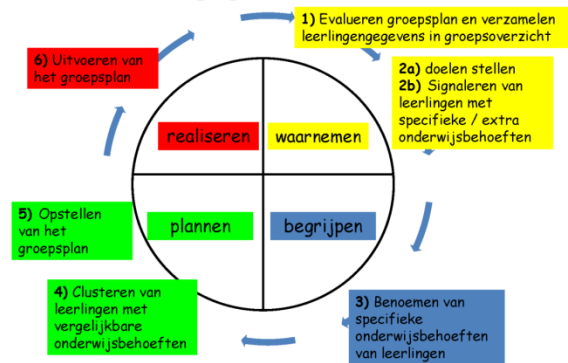 1) Evalueren groepsplan en verzamelen
leerlingengegevens in groepsoverzicht
2a) doelen stellen
2b) Signaleren van
leerlingen met
specifieke / extra
onderwijsbehoeften
3) Benoemen van
specifieke
onderwijsbehoeften
van leerlingen
4) Clusteren van
leerlingen met
vergelijkbare
onderwijsbehoeften
5) Opstellen
van het
groepsplan
6) Uitvoeren van
het groepsplan
realiseren
waarnemen
plannen
begrijpen